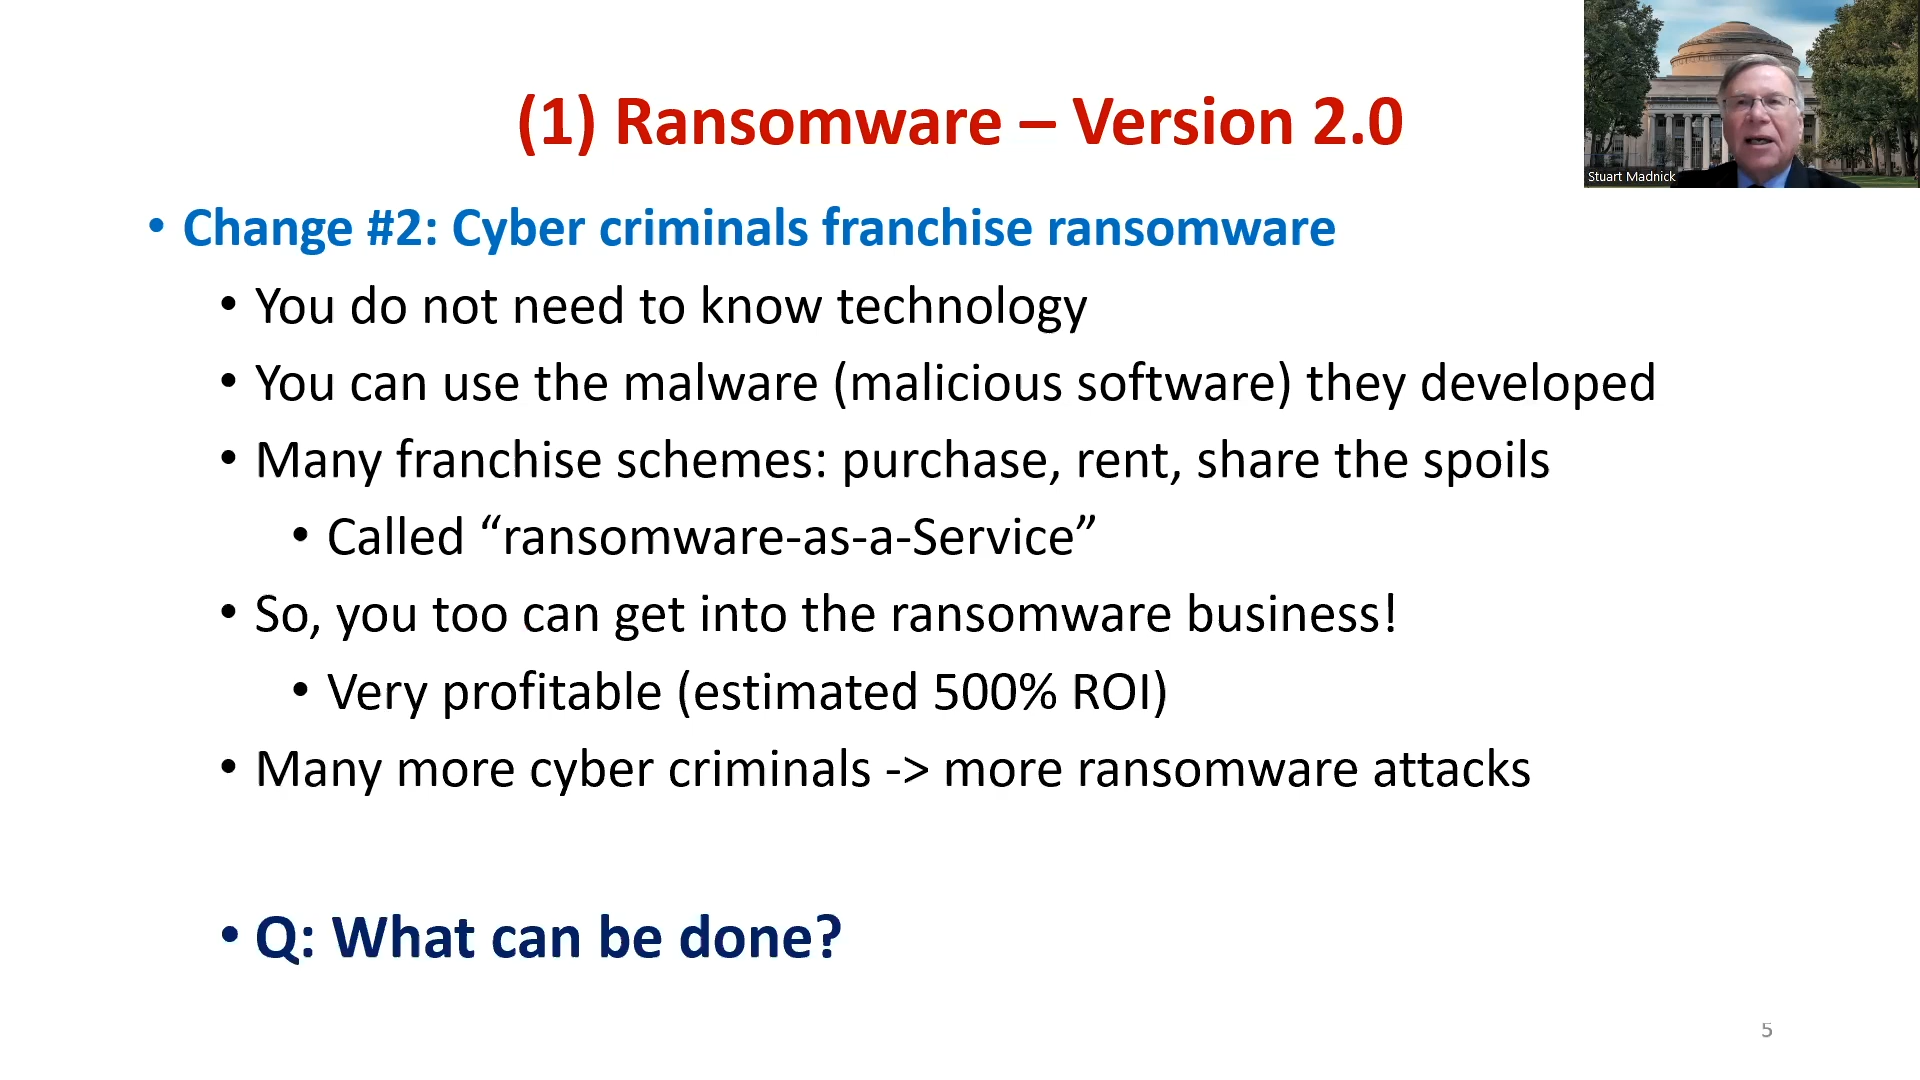 (1) Ransomware – Version 2.0
Stuart Madnick
• Change #2: Cyber criminals franchise ransomware
• You do not need to know technology
• You can use the malware (malicious software) they developed
• Many franchise schemes: purchase, rent, share the spoils
• Called “ransomware-as-a-Service”
• So, you too can get into the ransomware business!
• Very profitable (estimated 500% ROI)
• Many more cyber criminals -> more ransomware attacks
• Q: What can be done?
5